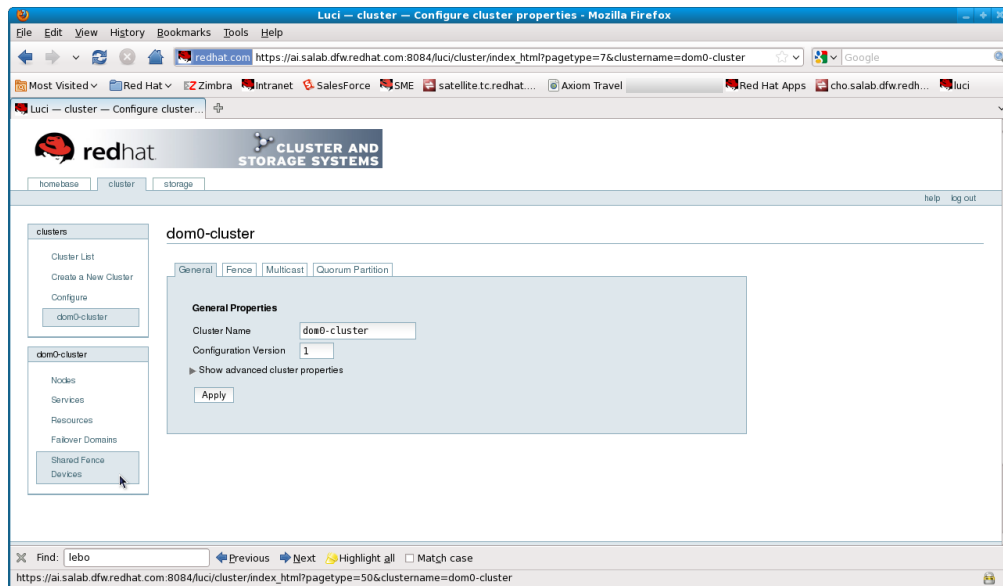 Luci — cluster — Configure cluster properties - Mozilla Firefox
File Edit View History Bookmarks Tools Help
redhat.com https://ai.salab.dfw.redhat.com:8084/luci/cluster/index_html?pagetype=7&clustername=dom0-cluster Google
Most Visited Red Hat Zimbra Intranet SalesForce SME satellite.tc.redhat.... Axiom Travel Red Hat Apps cho.salab.dfw.redh... luci
Luci — cluster — Configure cluster...
redhat. CLUSTER AND
STORAGE SYSTEMS
homebase cluster storage
help log out
clusters
Cluster List
Create a New Cluster
Configure
dom0-cluster
dom0-cluster
Nodes
Services
Resources
Failover Domains
Shared Fence
Devices
dom0-cluster
General Fence Multicast Quorum Partition
General Properties
Cluster Name dom0-cluster
Configuration Version 1
Show advanced cluster properties
Apply
Find: lebo Previous Next Highlight all Match case
https://ai.salab.dfw.redhat.com:8084/luci/cluster/index_html?pagetype=50&clustername=dom0-cluster